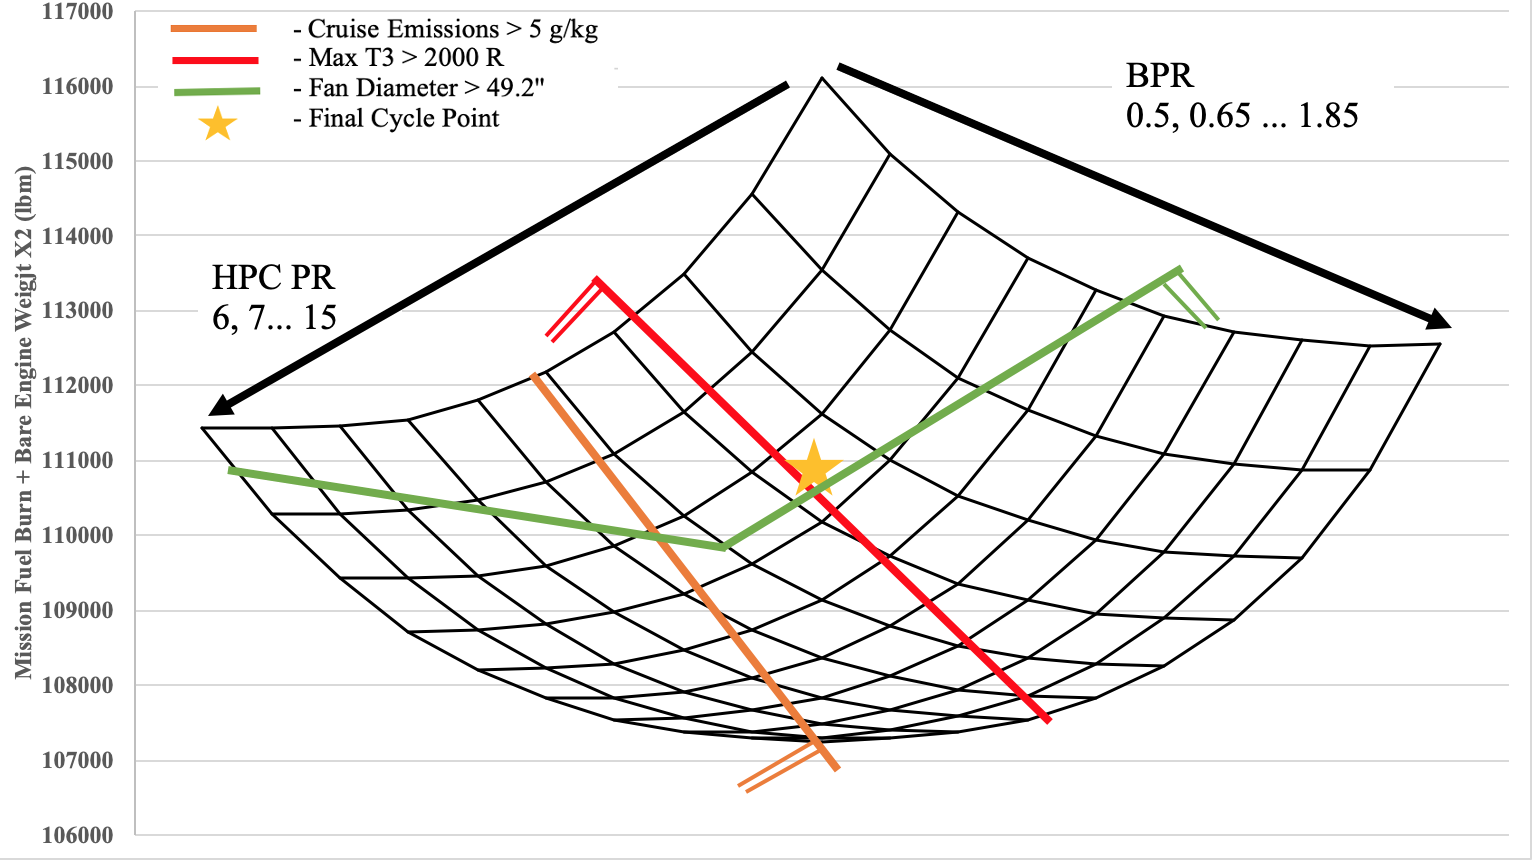 117000
116000
115000
114000
113000
112000
111000
110000
109000
108000
107000
106000
Mission Fuel Burn + Bare Engine Weigjt X2 (lbm)
- Cruise Emissions > 5 g/kg
- Max T3 > 2000 R
- Fan Diameter > 49.2"
- Final Cycle Point
BPR
0.5, 0.65 ... 1.85
HPC PR
6, 7... 15